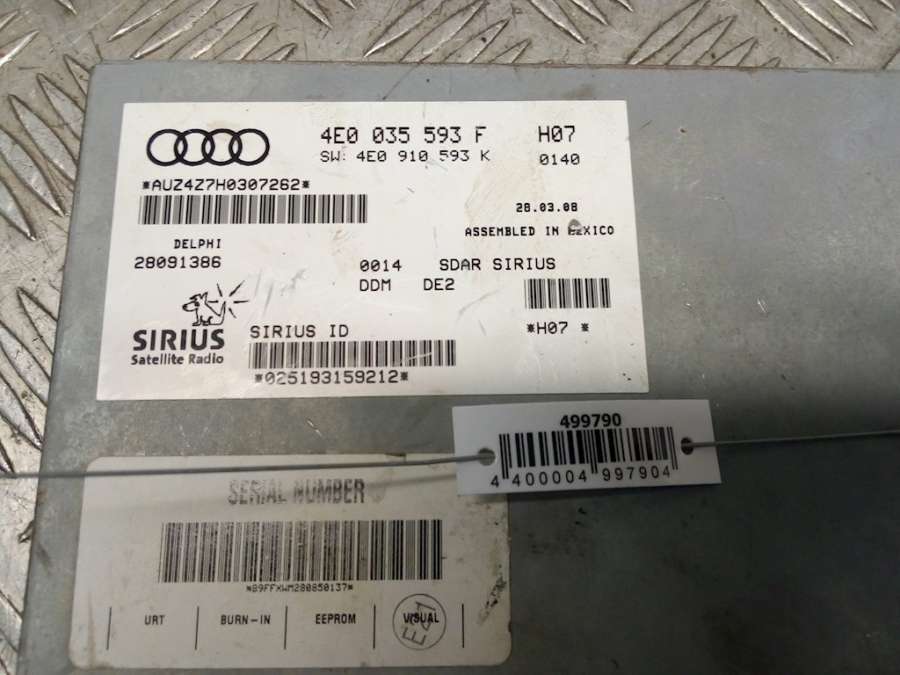 4E0 035 593 F H07
SW: 4E0 910 593 K 0140
*AUZ4Z7H0307262*
28.03.08
ASSEMBLED IN MEXICO
DELPHI
28091386 0014 SDAR SIRIUS
DDM DE2
SIRIUS
Satellite Radio
SIRIUS ID
*H07 *
*025193159212*
499790
4 400004 997904
SERIAL NUMBER
*B9FFXWM280850137*
URT BURN-IN EEPROM VISUAL